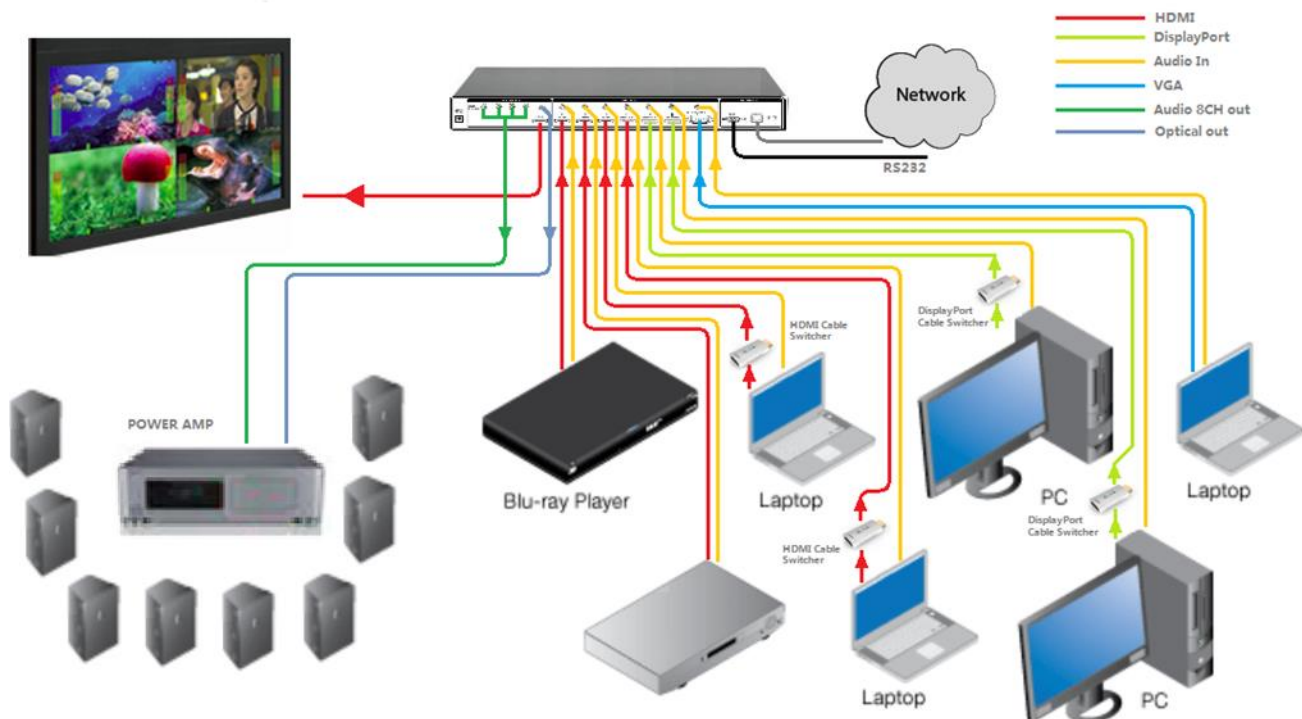 HDMI
DisplayPort
Audio In
VGA
Audio 8CH out
Optical out
Network
RS232
HDMI Cable
Switcher
DisplayPort
Cable Switcher
POWER AMP
Blu-ray Player
Laptop
PC
Laptop
DisplayPort
Cable Switcher
HDMI Cable
Switcher
Laptop
PC